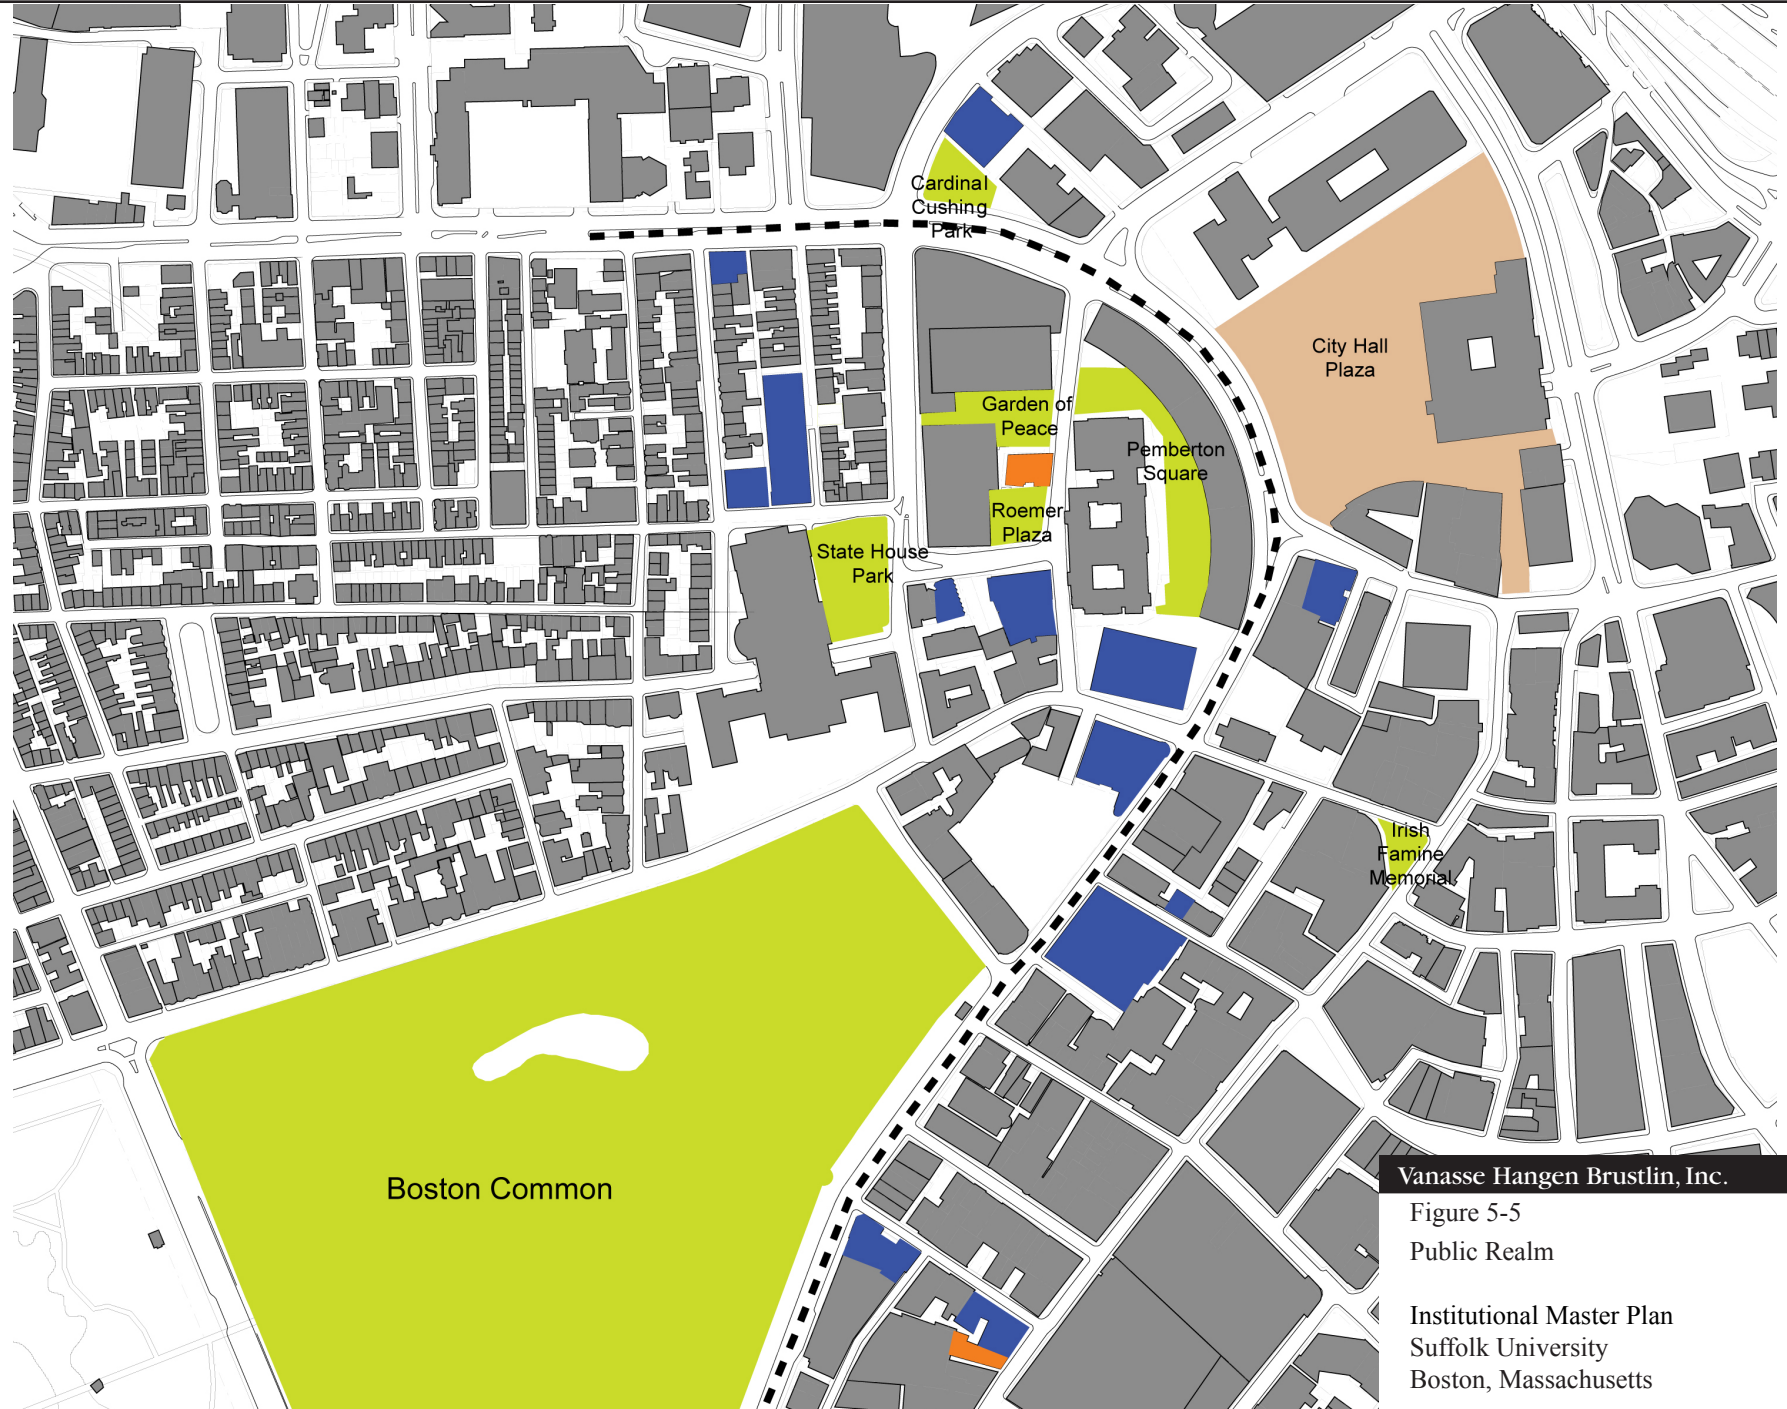 Cardinal
Cushing
Park
City Hall
Plaza
Garden of
Peace
Pemberton
Square
Roemer
Plaza
State House
Park
Irish
Famine
Memorial
Boston Common
Vanasse Hangen Brustlin, Inc.
Figure 5-5
Public Realm
Institutional Master Plan
Suffolk University
Boston, Massachusetts